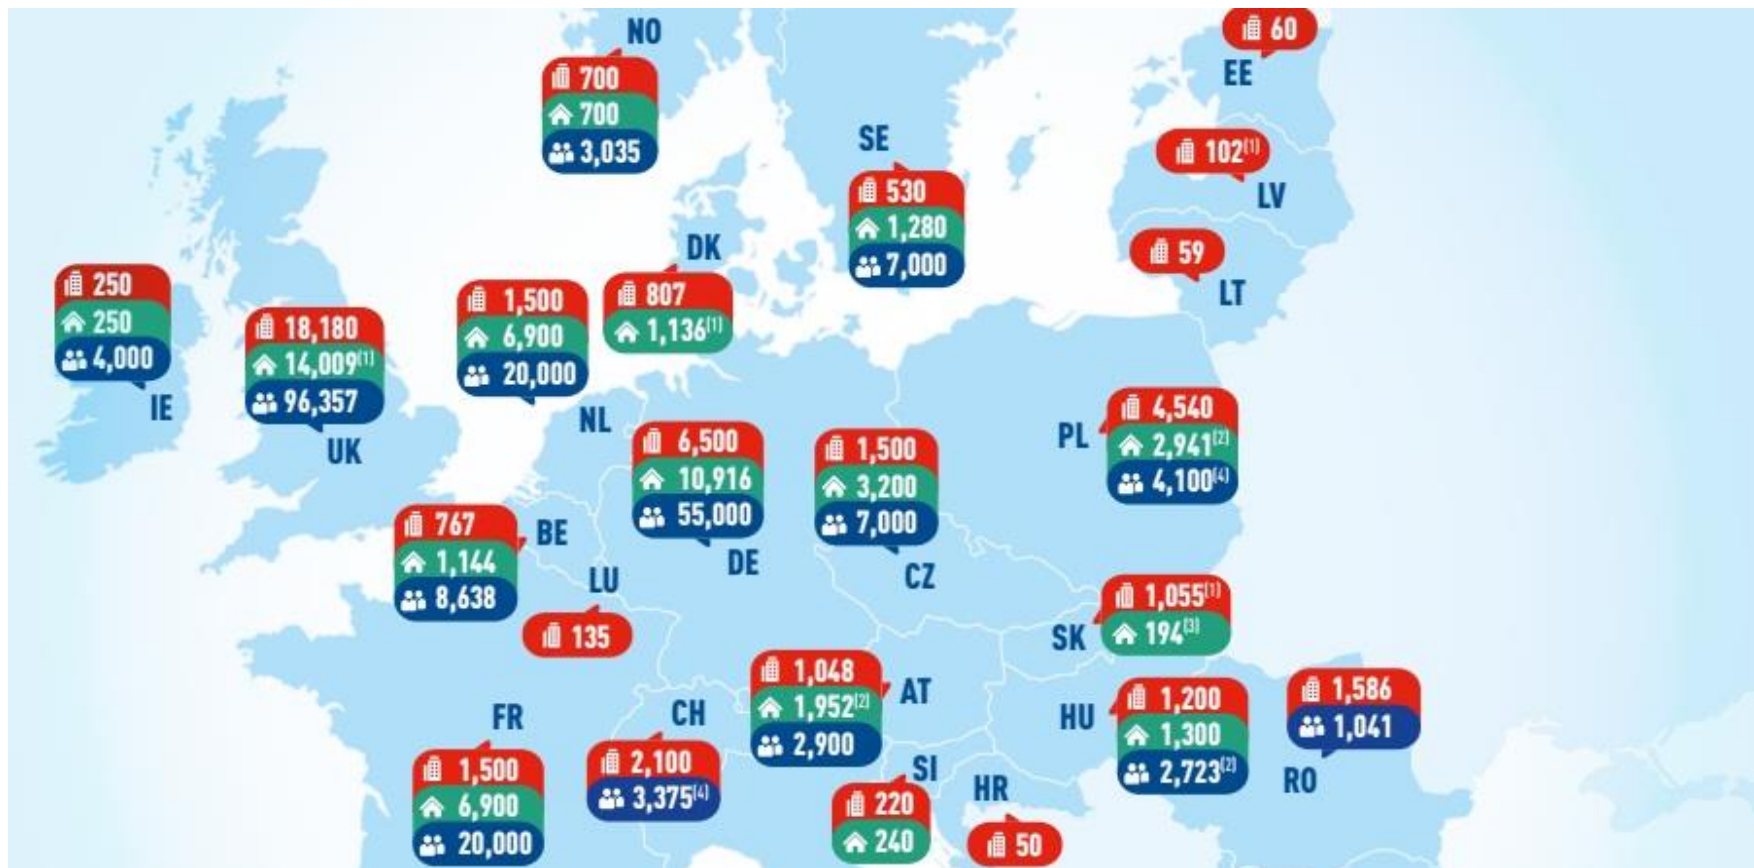 NO
700
700
3,035
60
EE
SE
530
1,280
7,000
102(1)
LV
59
LT
DK
807
1,136(1)
250
250
4,000
IE
18,180
14,009(1)
96,357
UK
1,500
6,900
20,000
NL
6,500
10,916
55,000
DE
1,500
3,200
7,000
CZ
PL
4,540
2,941(2)
4,100(4)
767
1,144
8,638
BE
LU
135
SK
1,055(1)
194(3)
1,048
1,952(2)
2,900
AT
HU
1,200
1,300
2,723(2)
1,586
1,041
RO
FR
1,500
6,900
20,000
CH
2,100
3,375(4)
SI
220
240
HR
50